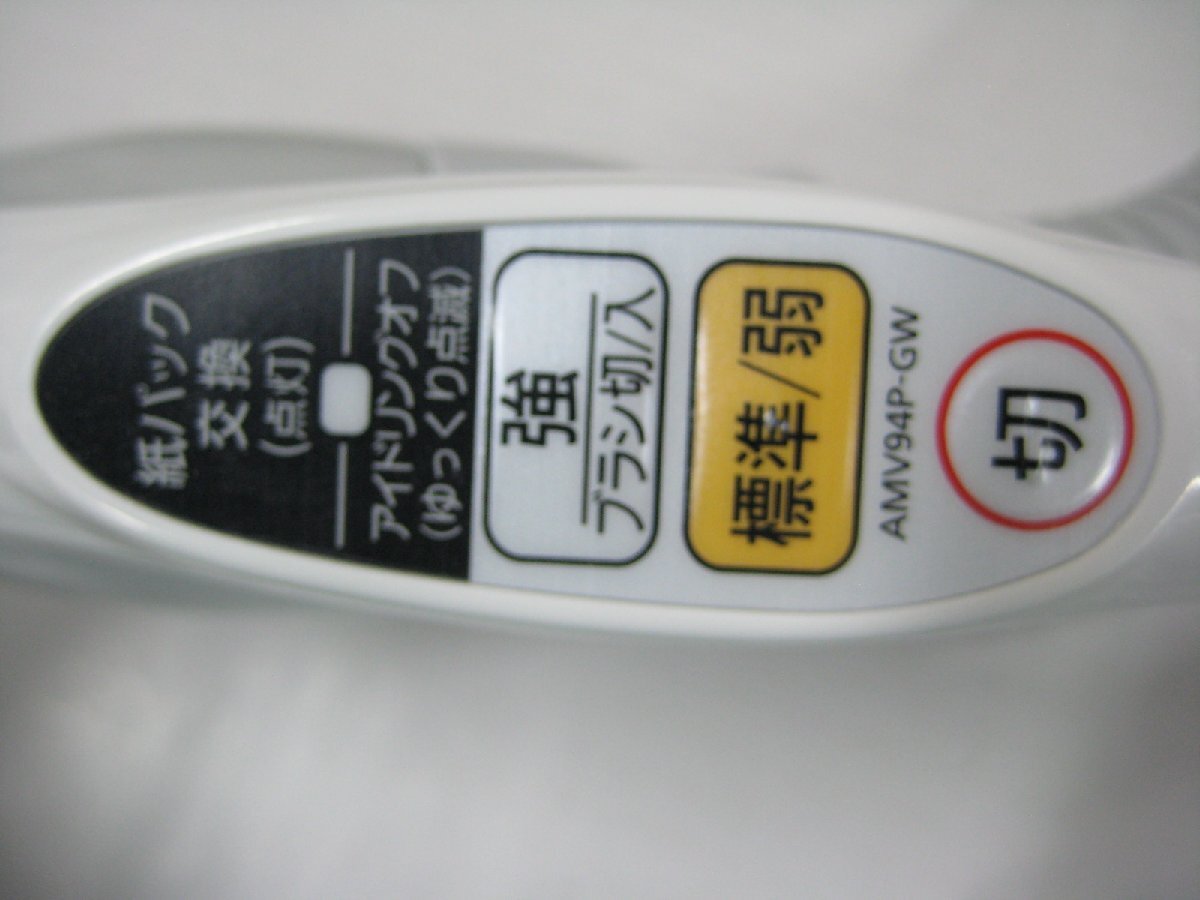 紙パック
交換
(点灯)
アイドリングオフ
(ゆっくり点滅)
強
ブラシ切/入
標準/弱
AMV94P-GW
切